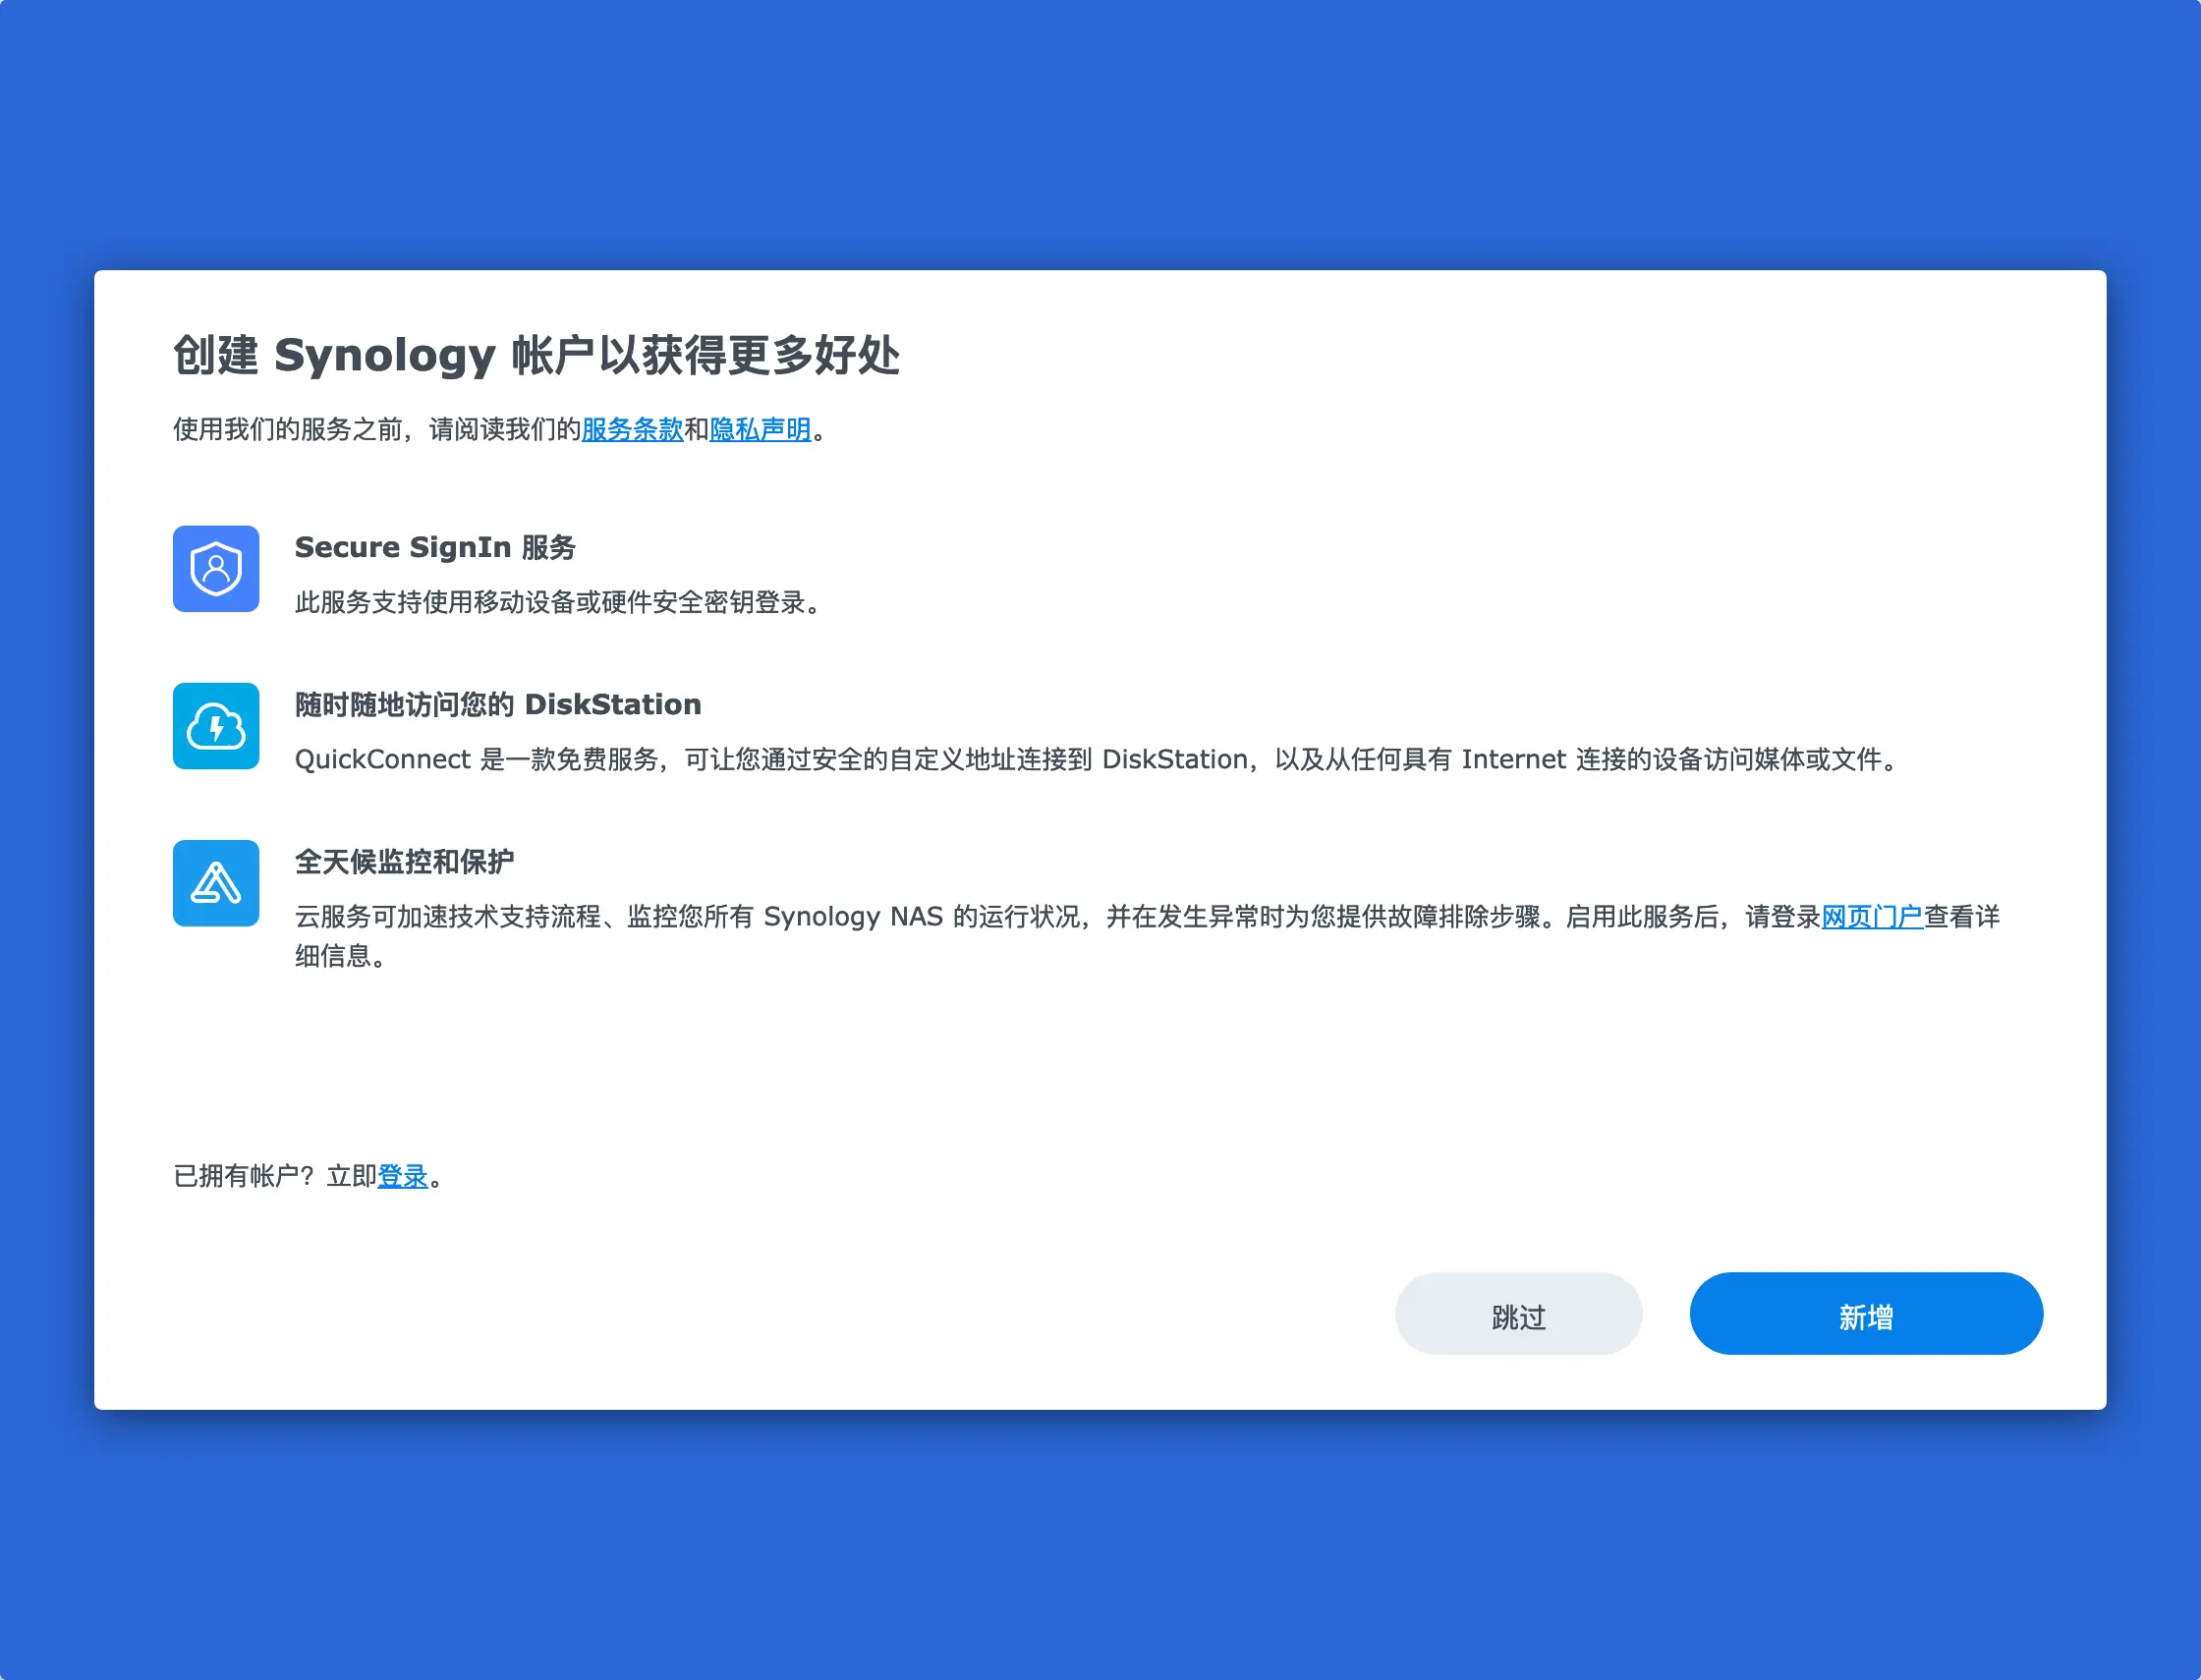 创建 Synology 帐户以获得更多好处
使用我们的服务之前，请阅读我们的服务条款和隐私声明。
Secure SignIn 服务
此服务支持使用移动设备或硬件安全密钥登录。
随时随地访问您的 DiskStation
QuickConnect 是一款免费服务，可让您通过安全的自定义地址连接到 DiskStation，以及从任何具有 Internet 连接的设备访问媒体或文件。
全天候监控和保护
云服务可加速技术支持流程、监控您所有 Synology NAS 的运行状况，并在发生异常时为您提供故障排除步骤。启用此服务后，请登录网页门户查看详
细信息。
已拥有帐户？立即登录。
跳过
新增